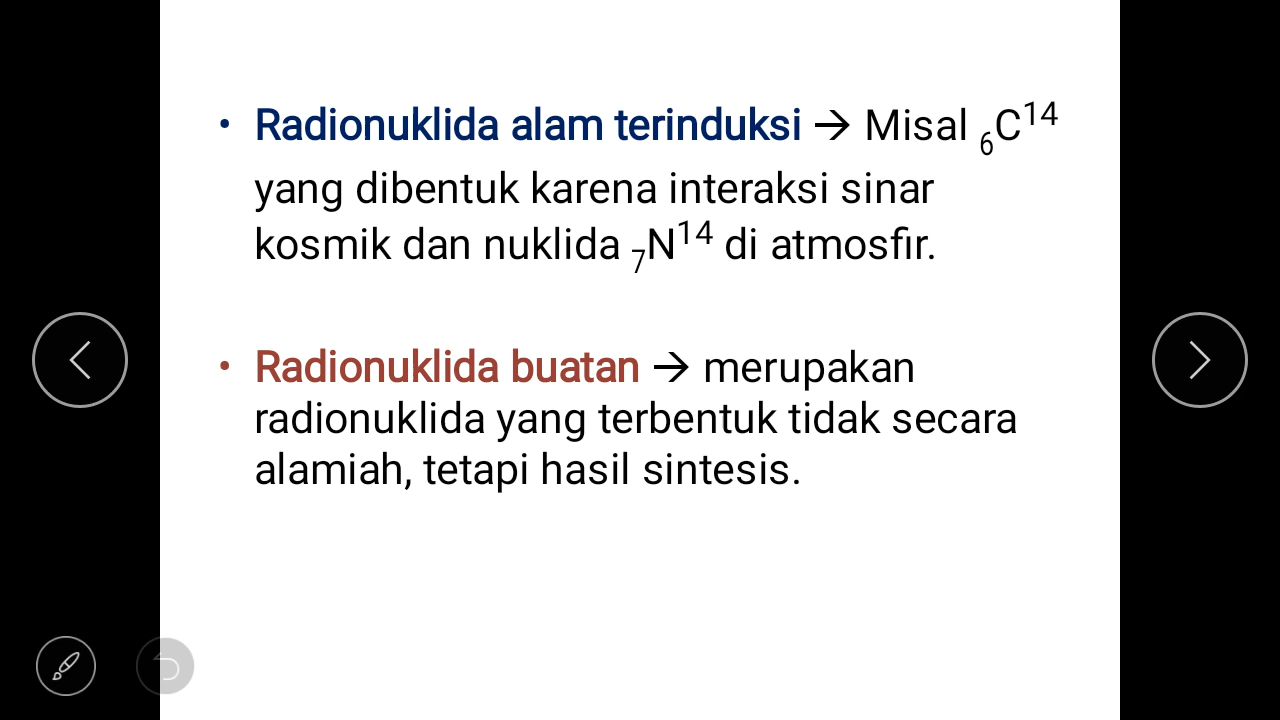 • Radionuklida alam terinduksi → Misal ₆C¹⁴
yang dibentuk karena interaksi sinar
kosmik dan nuklida ₇N¹⁴ di atmosfir.
• Radionuklida buatan → merupakan
radionuklida yang terbentuk tidak secara
alamiah, tetapi hasil sintesis.